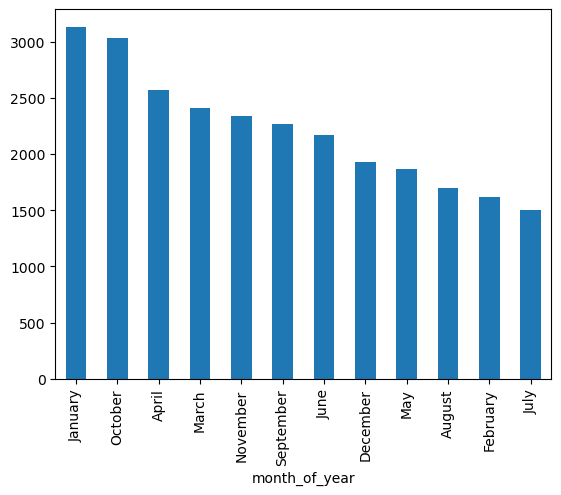 3000
2500
2000
1500
1000
500
0
January
October
April
March
November
September
June
December
May
August
February
July
month_of_year